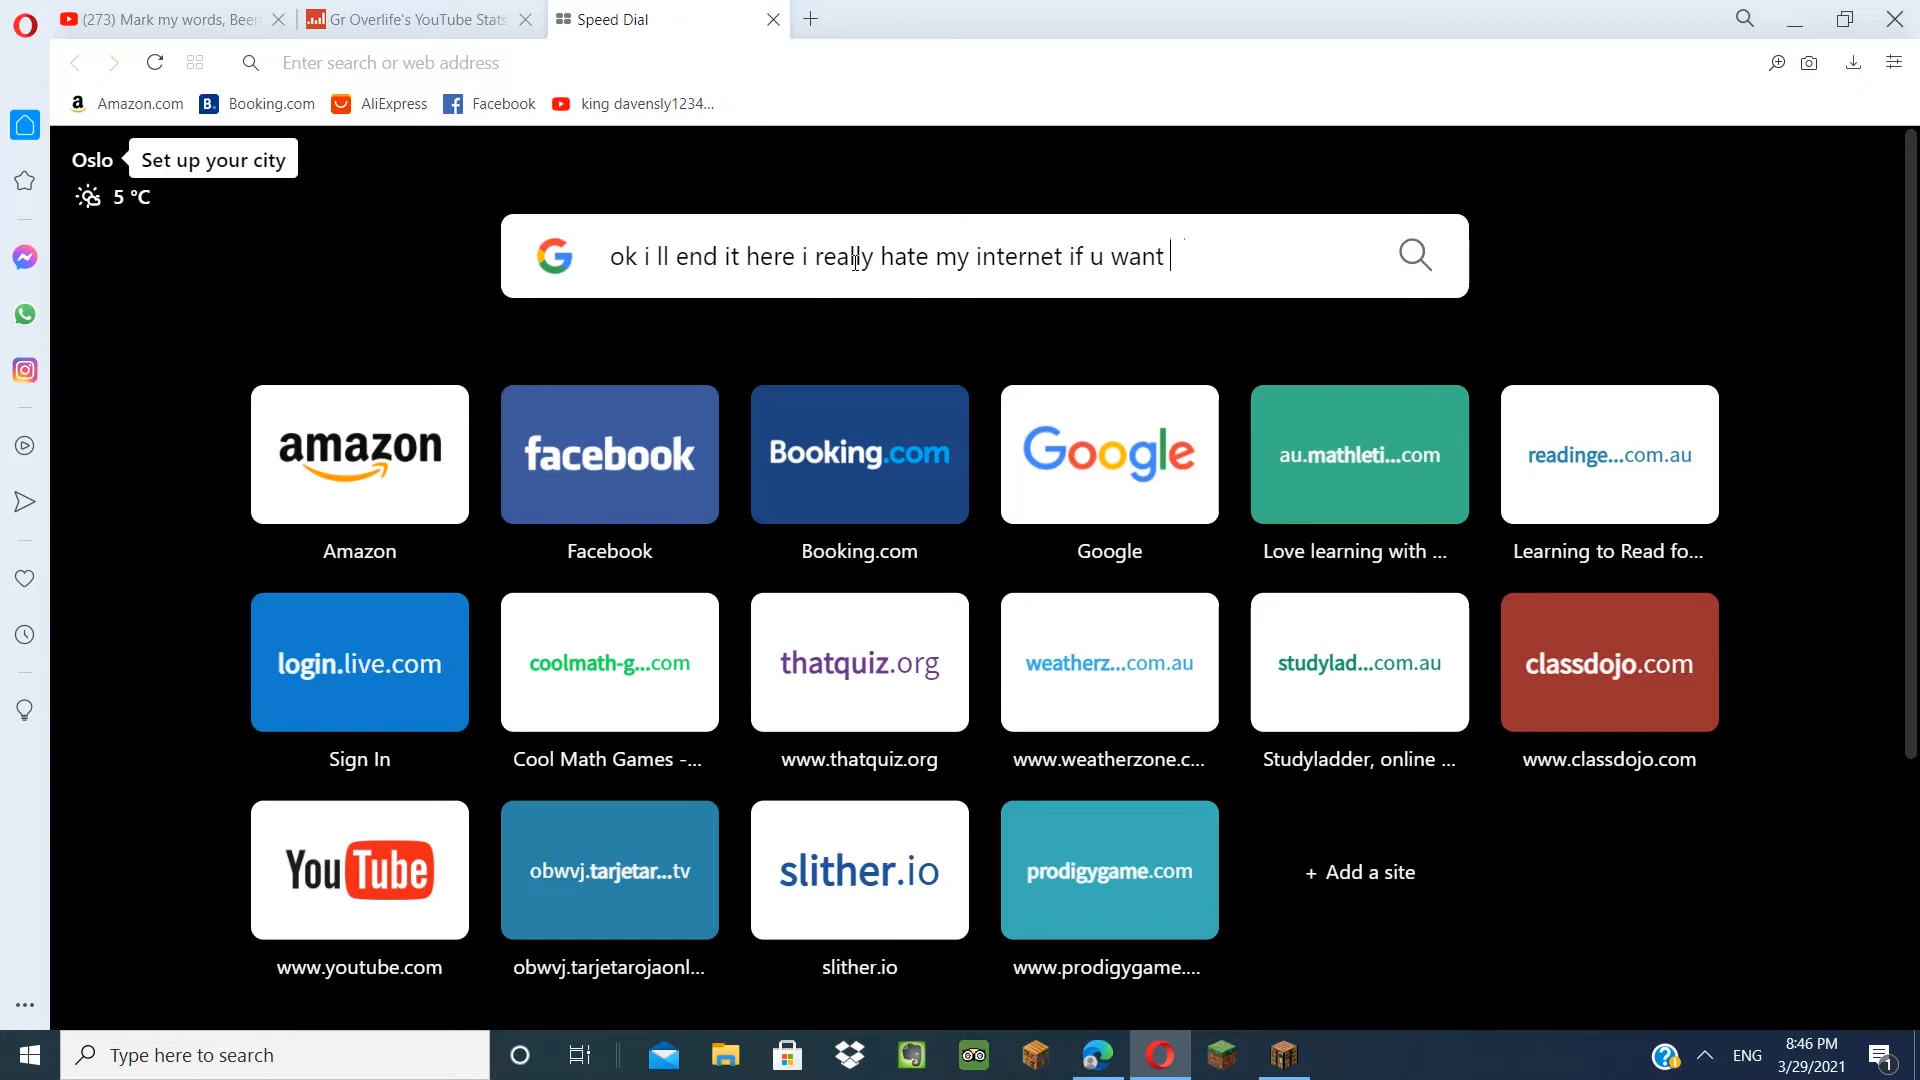 (273) Mark my words, Been
Gr Overlife's YouTube Stats
Speed Dial
Enter search or web address
Amazon.com
Booking.com
AliExpress
Facebook
king davensly1234...
Oslo
Set up your city
5 °C
ok i ll end it here i really hate my internet if u want
amazon
facebook
Booking.com
Google
au.mathleti...com
readinge...com.au
Amazon
Facebook
Booking.com
Google
Love learning with ...
Learning to Read fo...
login.live.com
coolmath-g...com
thatquiz.org
weatherz...com.au
studylad...com.au
classdojo.com
Sign In
Cool Math Games -...
www.thatquiz.org
www.weatherzone.c...
Studyladder, online ...
www.classdojo.com
YouTube
obwvj.tarjetar...tv
slither.io
prodigygame.com
+ Add a site
www.youtube.com
obwvj.tarjetarojaonl...
slither.io
www.prodigygame....
Type here to search
ENG
8:46 PM
3/29/2021
1